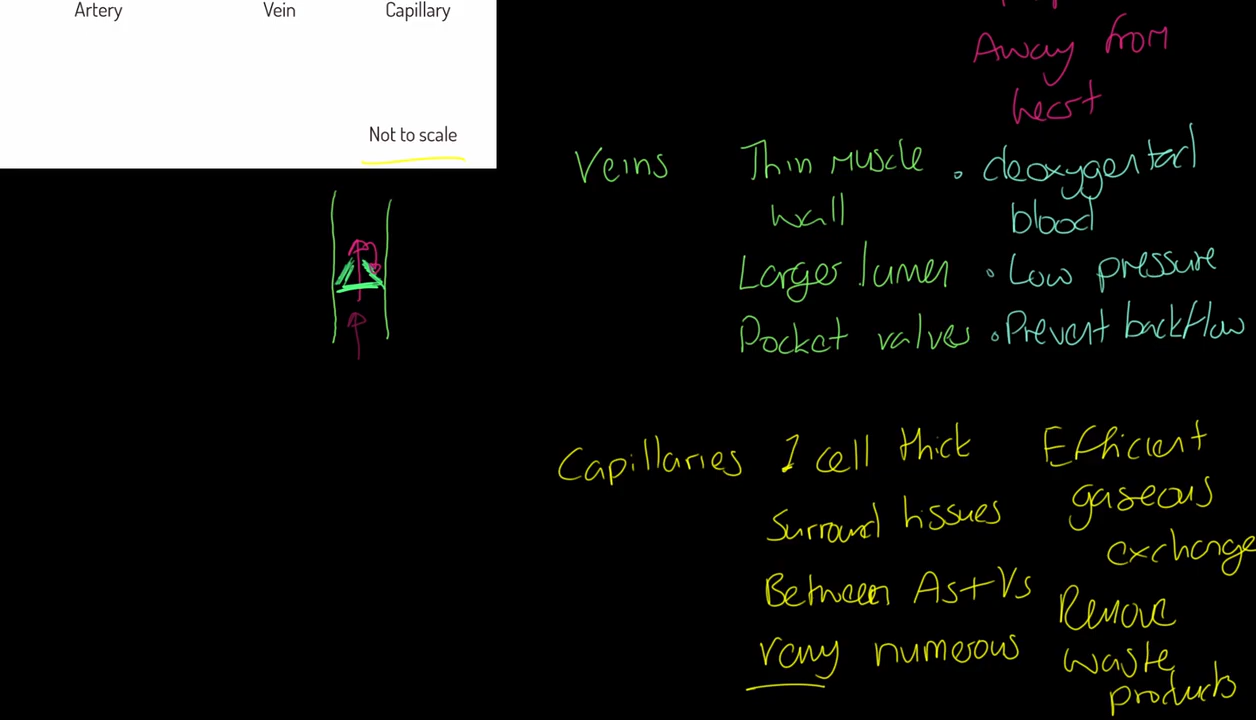 Artery Vein Capillary
Not to scale
Away from
heart
Veins Thin muscle • deoxygentad
wall blood
Larger lumen • Low pressure
Pocket valves • Prevent backflow
Capillaries 1 cell thick Efficient
gaseous
Surround tissues exchange
Between As+Vs Remove
very numerous waste
products